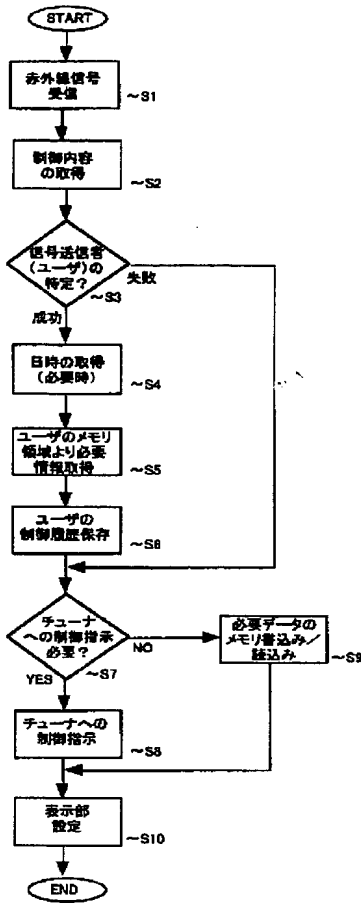 START
赤外線信号
受信
～S1
制御内容
の取得
～S2
信号送信者
(ユーザ)の
特定?
～S3
失敗
成功
日時の取得
(必要時)
～S4
ユーザのメモリ
領域より必要
情報取得
～S5
ユーザの
制御履歴保存
～S6
チューナ
への制御指示
必要?
～S7
NO
YES
必要データの
メモリ書込み/
読込み
～S9
チューナへの
制御指示
～S8
表示部
設定
～S10
END